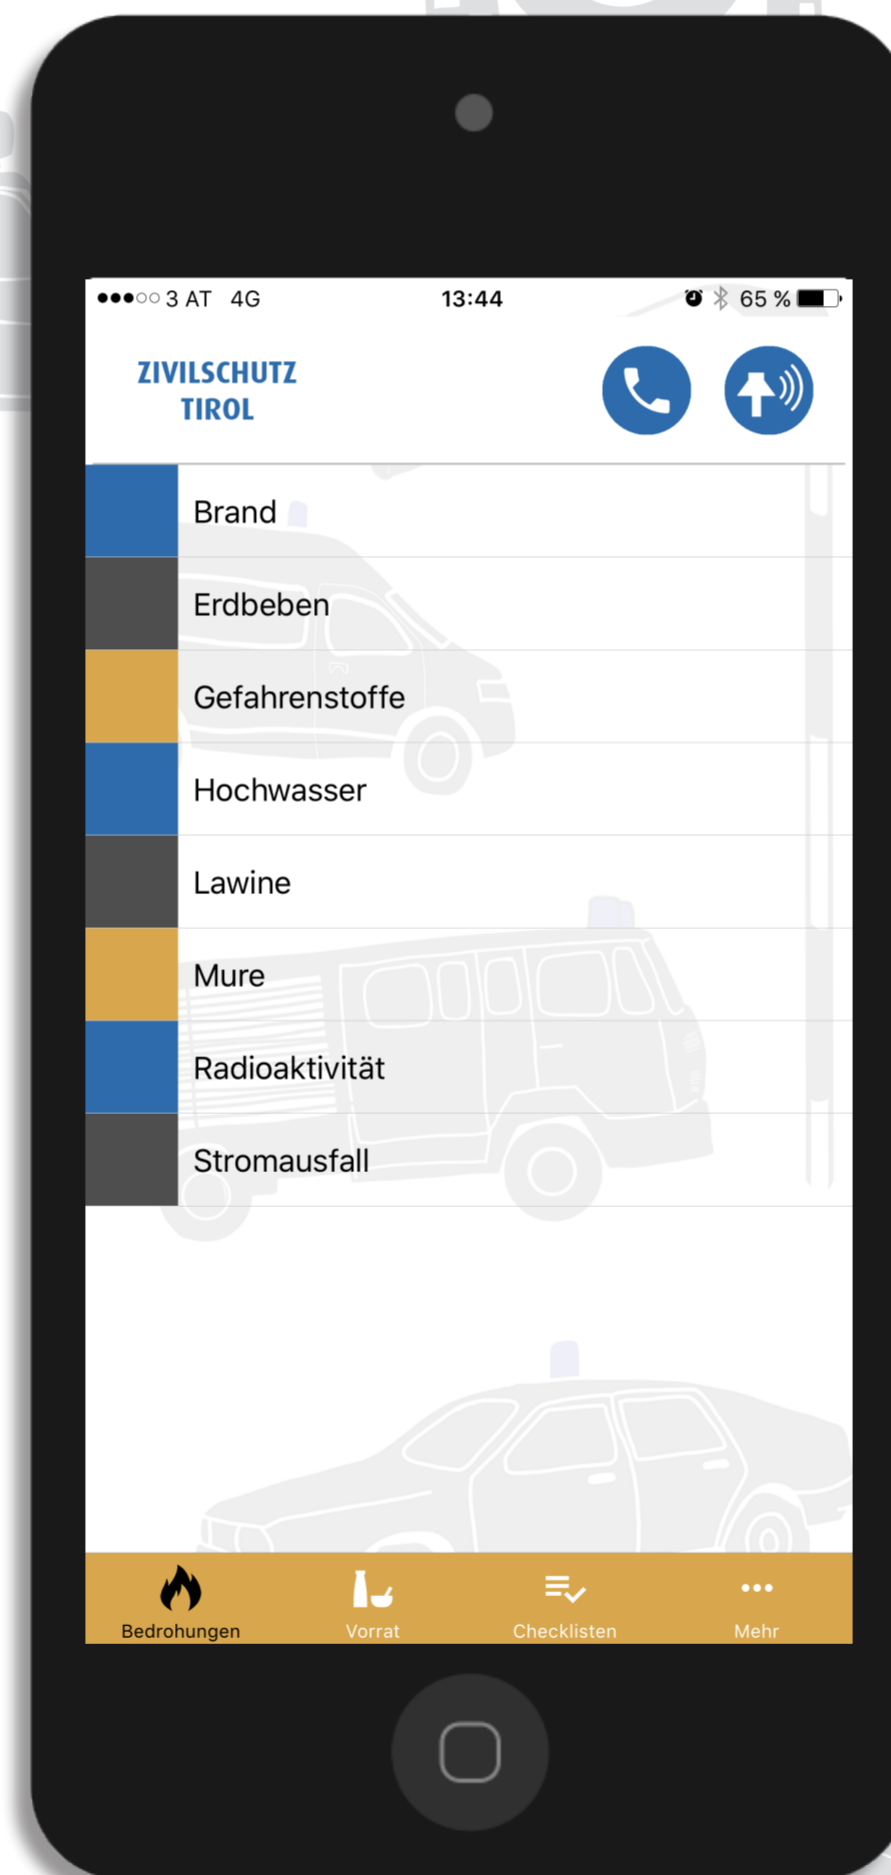 3 AT 4G 13:44 65 %
ZIVILSCHUTZ
TIROL
Brand
Erdbeben
Gefahrenstoffe
Hochwasser
Lawine
Mure
Radioaktivität
Stromausfall
Bedrohungen Vorrat Checklisten Mehr